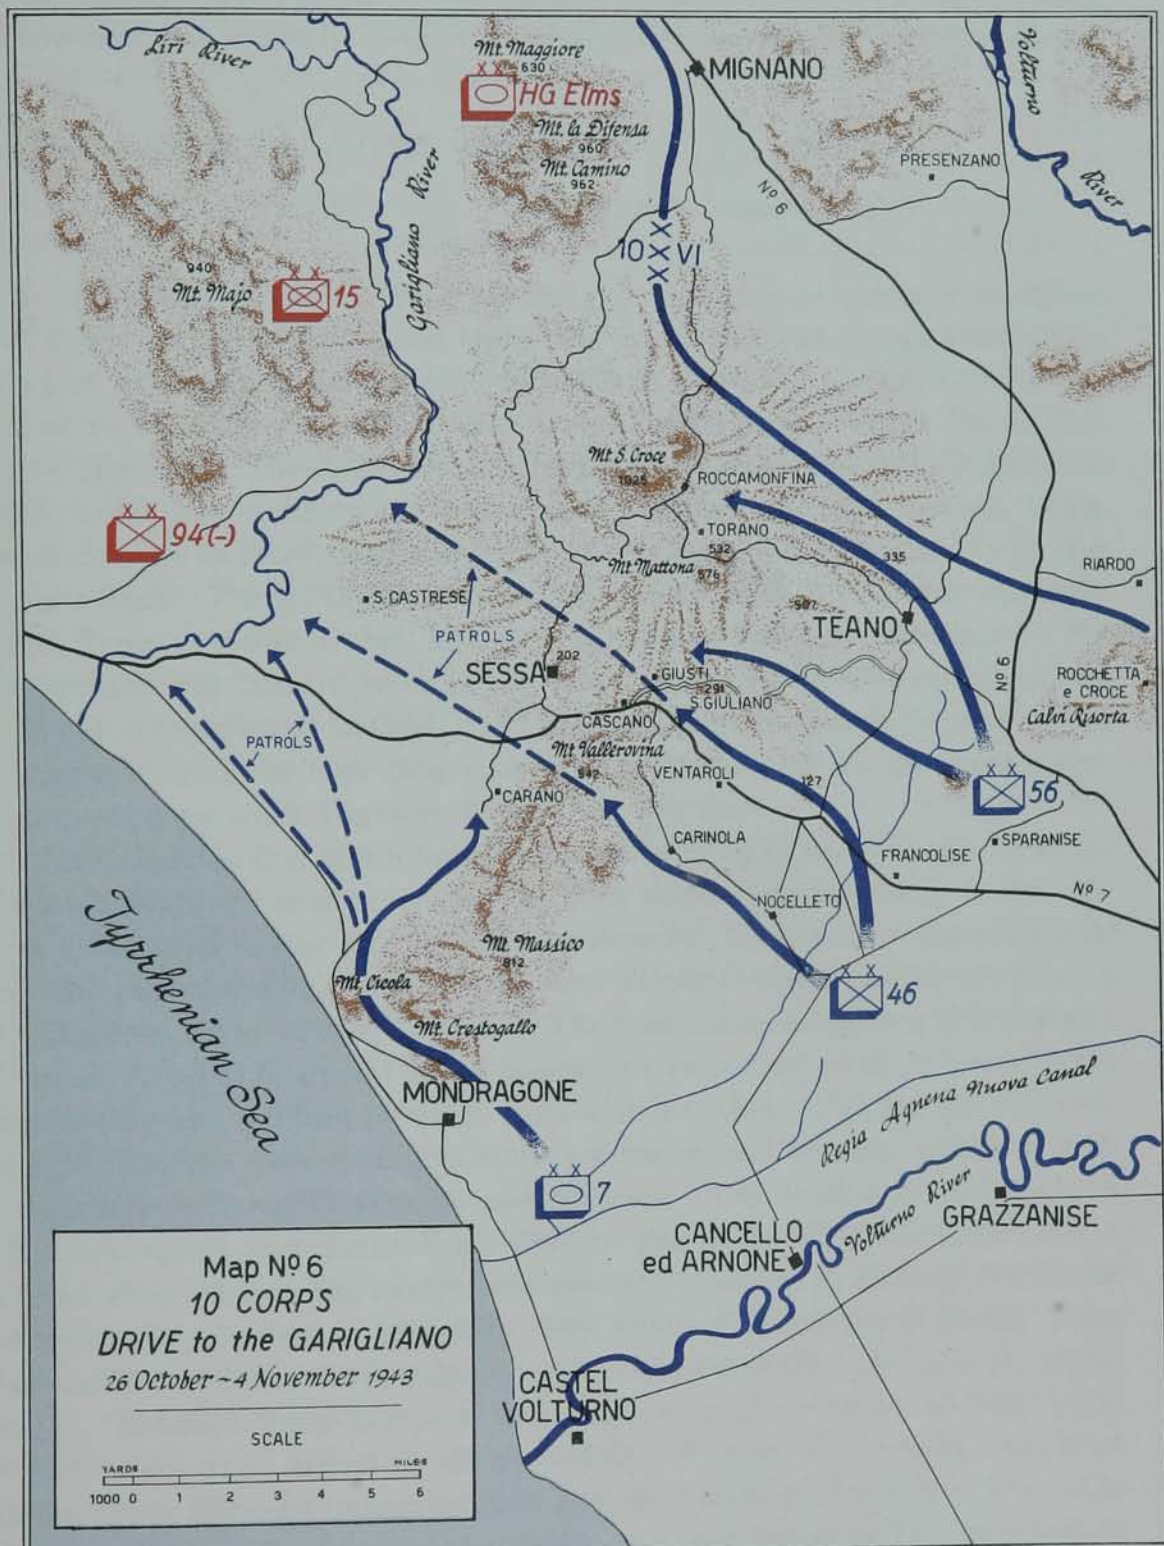 Liri River
Mt. Maggiore
630
HG Elms
MIGNANO
Volturno
River
Mt. la Difensa
960
Mt. Camino
962
PRESENZANO
Garigliano River
Nº 6
10 VI
940
Mt. Majo
15
Mt. S. Croce
ROCCAMONFINA
94(-)
TORANO
532
Mt. Mattona
576
335
RIARDO
S. CASTRESE
507
TEANO
PATROLS
SESSA
202
GIUSTI
291
S. GIULIANO
Nº 6
ROCCHETTA
e CROCE
Calvi Risorta
CASCANO
PATROLS
Mt. Vallerovina
VENTAROLI
127
56
CARANO
CARINOLA
FRANCOLISE
SPARANISE
Nº 7
NOCELLETO
Tyrrhenian Sea
Mt. Massico
812
Mt. Cicola
46
Mt. Crestogallo
MONDRAGONE
Regia Agnena Nuova Canal
7
Volturno River
GRAZZANISE
CANCELLO
ed ARNONE
CASTEL
VOLTURNO
Map Nº 6
10 CORPS
DRIVE to the GARIGLIANO
26 October ~ 4 November 1943
SCALE
YARDS
MILES
1000 0 1 2 3 4 5 6